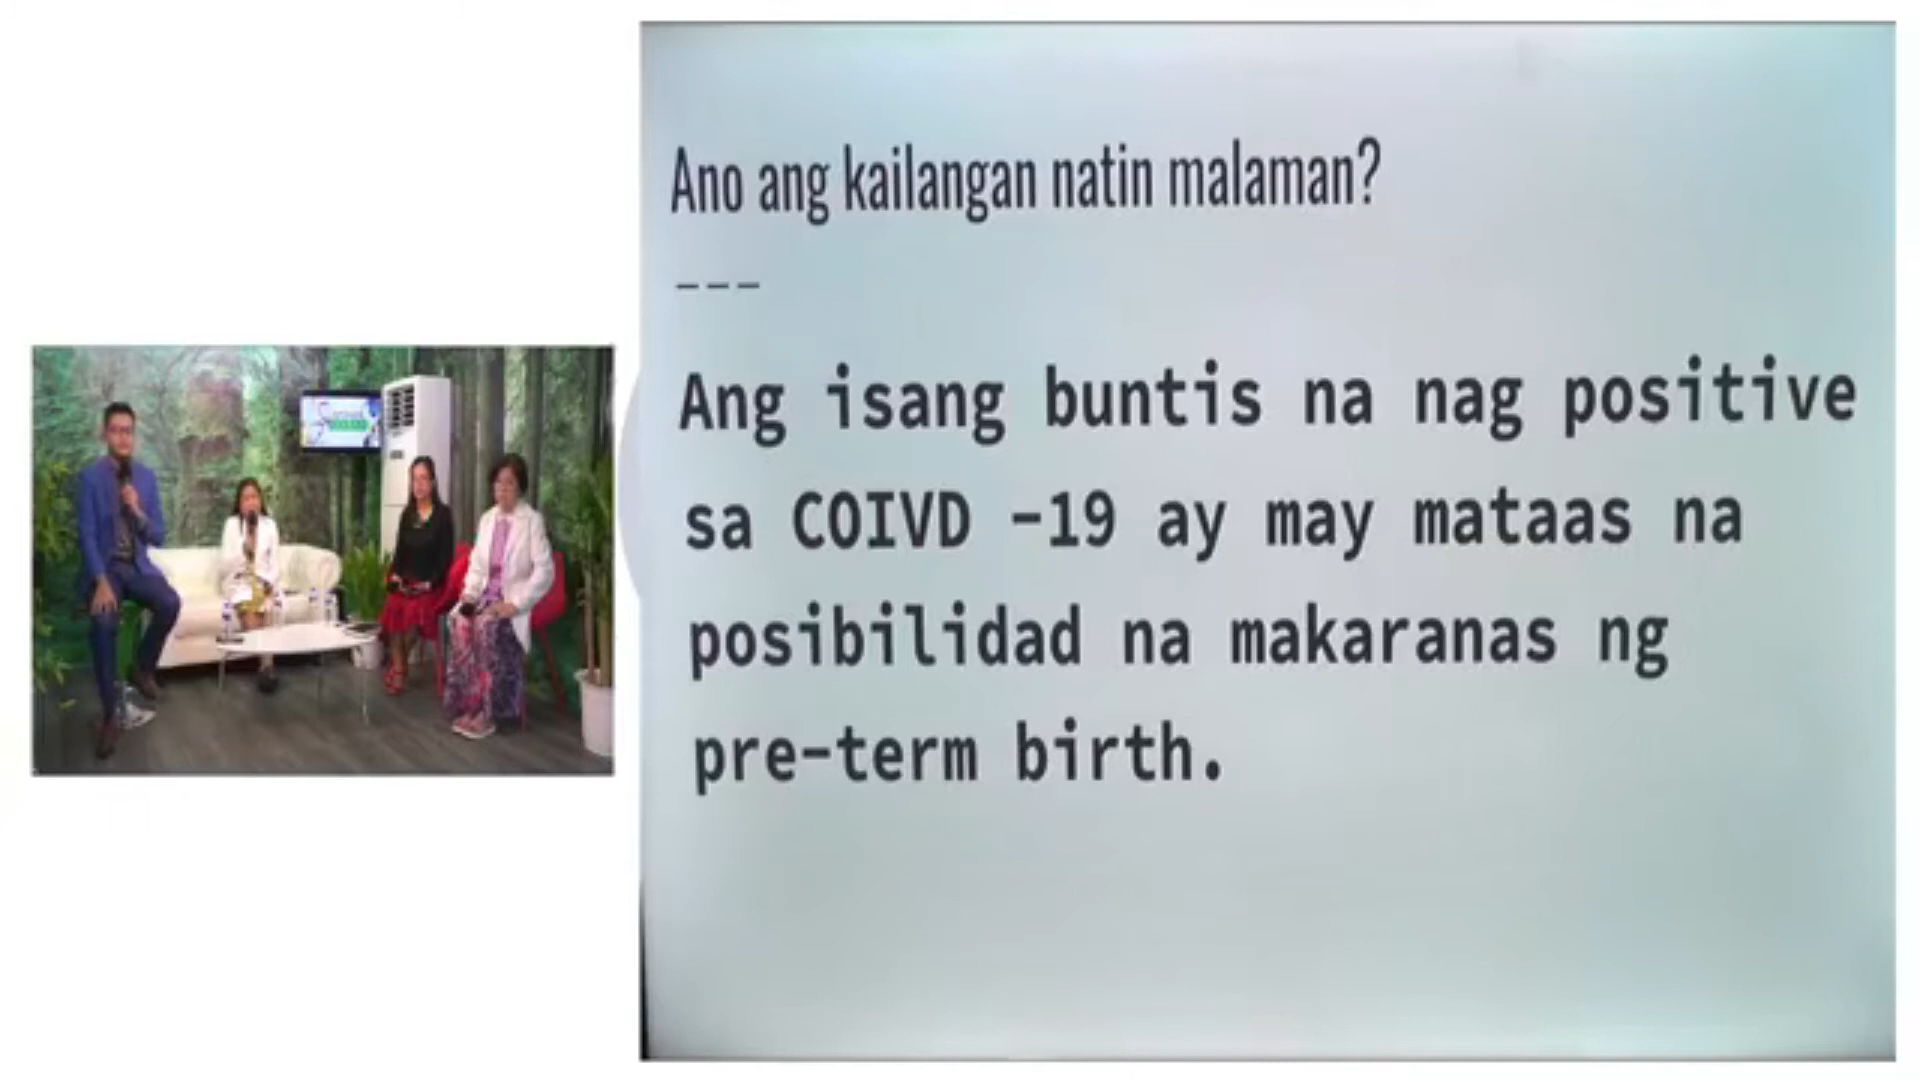 Ano ang kailangan natin malaman?
---
Ang isang buntis na nag positive
sa COIVD -19 ay may mataas na
posibilidad na makaranas ng
pre-term birth.